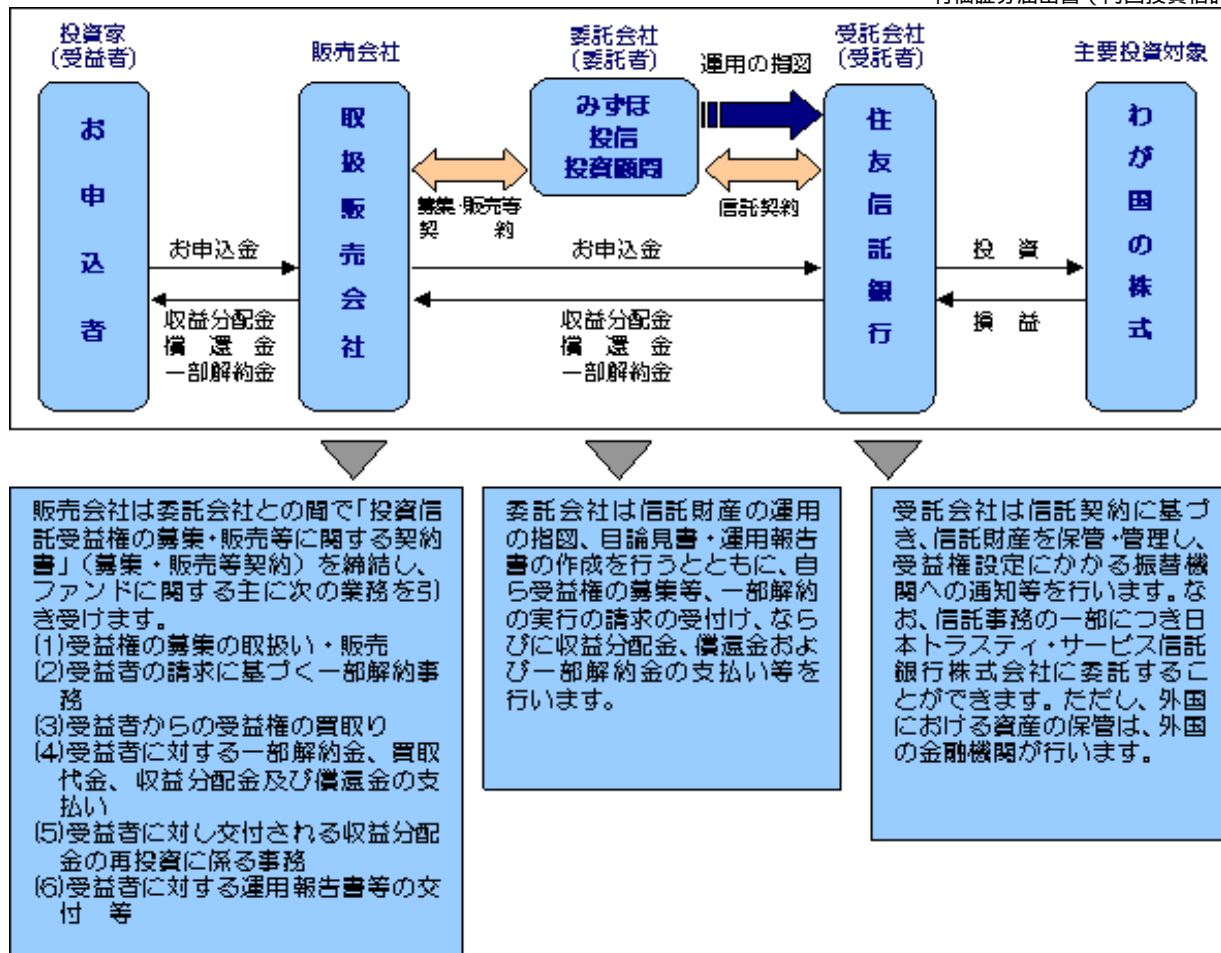 有価証券届出書（内国投資信託
投資家
(受益者)
販売会社
委託会社
(委託者)
運用の指図
受託会社
(受託者)
主要投資対象
お申込者
取扱販売会社
みずほ
投信
投資顧問
住友信託銀行
わが国の株式
募集・販売等
契　　約
信託契約
お申込金
お申込金
投　資
収益分配金
償　還　金
一部解約金
収益分配金
償　還　金
一部解約金
損　益
販売会社は委託会社との間で「投資信
託受益権の募集・販売等に関する契約
書」（募集・販売等契約）を締結し、
ファンドに関する主に次の業務を引
き受けます。
(1)受益権の募集の取扱い・販売
(2)受益者の請求に基づく一部解約事
務
(3)受益者からの受益権の買取り
(4)受益者に対する一部解約金、買取
代金、収益分配金及び償還金の支
払い
(5)受益者に対し交付される収益分配
金の再投資に係る事務
(6)受益者に対する運用報告書等の交
付　等
委託会社は信託財産の運用
の指図、目論見書・運用報告
書の作成を行うとともに、自
ら受益権の募集等、一部解約
の実行の請求の受付け、なら
びに収益分配金、償還金およ
び一部解約金の支払い等を
行います。
受託会社は信託契約に基づ
き、信託財産を保管・管理し、
受益権設定にかかる振替機
関への通知等を行います。な
お、信託事務の一部につき日
本トラスティ・サービス信託
銀行株式会社に委託するこ
とができます。ただし、外国
における資産の保管は、外国
の金融機関が行います。